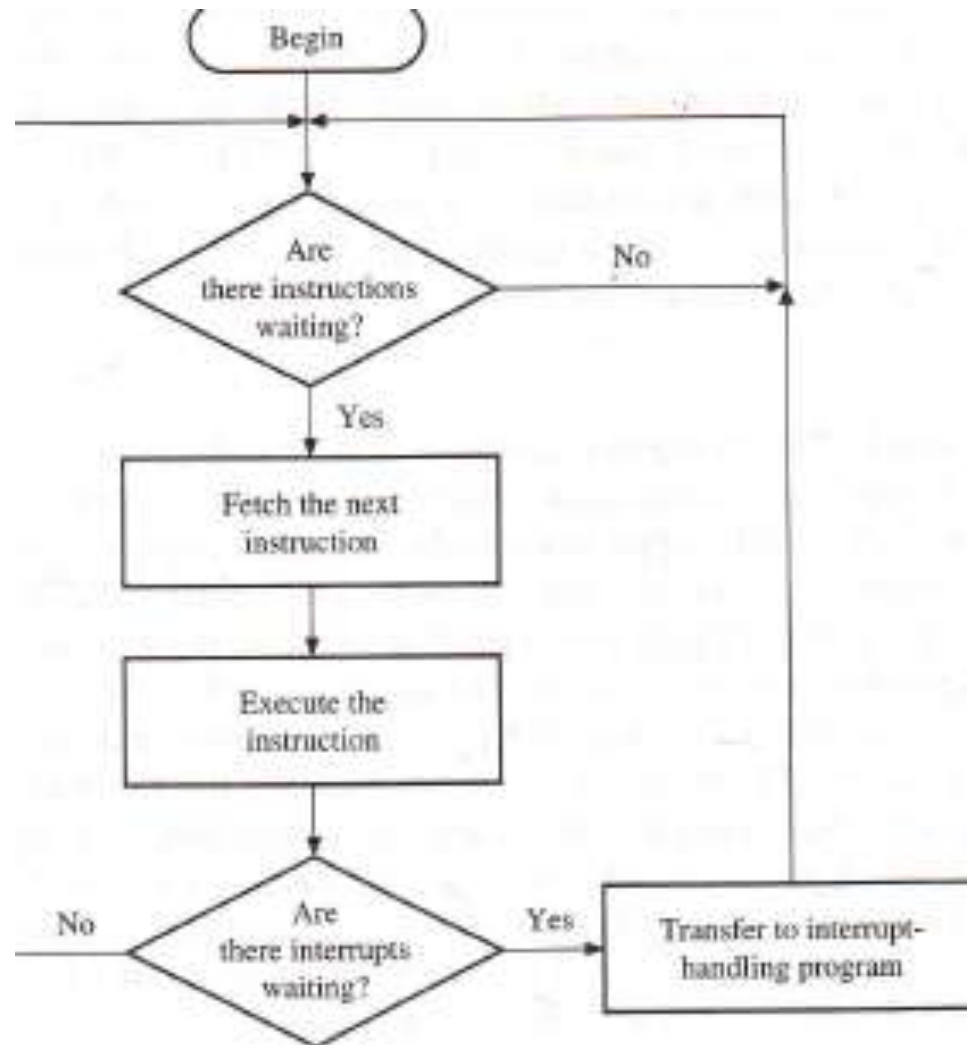 Begin
Are
there instructions
waiting?
No
Yes
Fetch the next
instruction
Execute the
instruction
No
Are
there interrupts
waiting?
Yes
Transfer to interrupt-
handling program